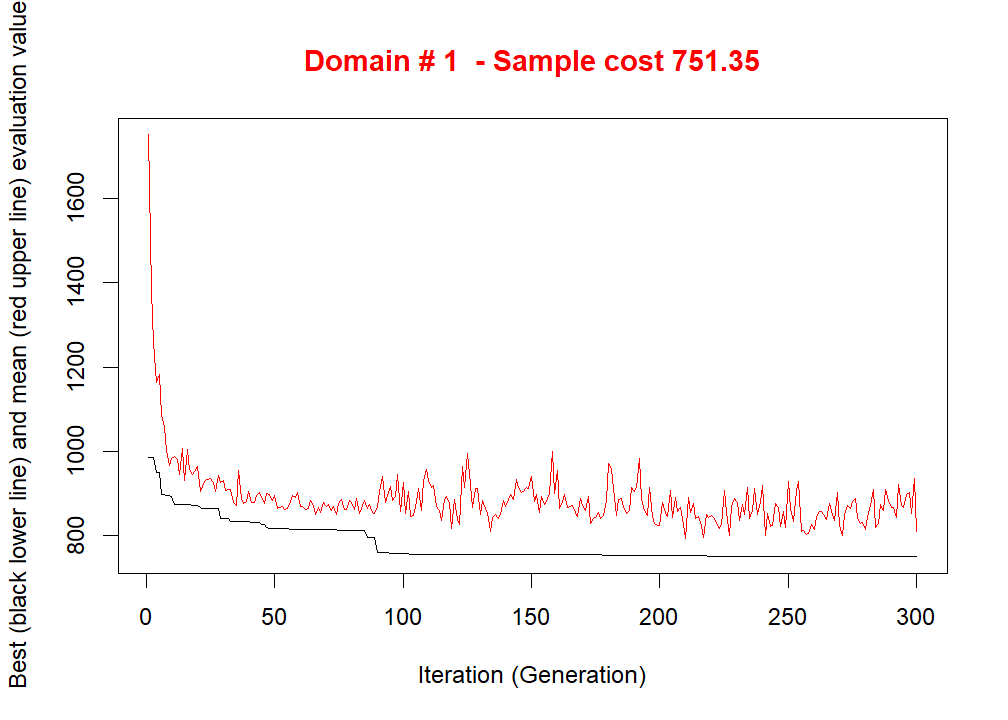 Domain # 1  - Sample cost 751.35
Best (black lower line) and mean (red upper line) evaluation value
1600
1400
1200
1000
800
0 50 100 150 200 250 300
Iteration (Generation)